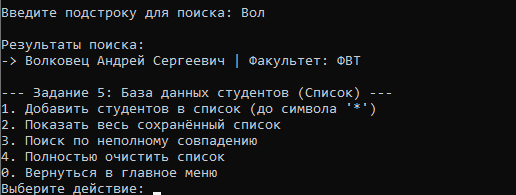 Введите подстроку для поиска: Вол
Результаты поиска:
-> Волковец Андрей Сергеевич | Факультет: ФВТ
--- Задание 5: База данных студентов (Список) ---
1. Добавить студентов в список (до символа '*')
2. Показать весь сохранённый список
3. Поиск по неполному совпадению
4. Полностью очистить список
0. Вернуться в главное меню
Выберите действие: _